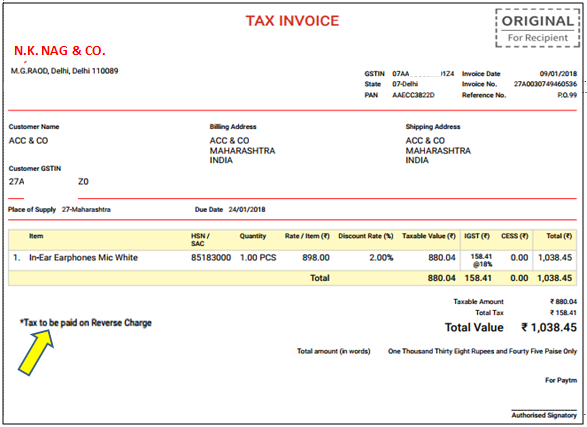 TAX INVOICE
ORIGINAL
For Recipient
N.K. NAG & CO.
M.G.RAOD, Delhi, Delhi 110089
GSTIN 07AA 01Z4 Invoice Date 09/01/2018
State 07-Delhi Invoice No. 27A0030749460536
PAN AAECC3822D Reference No. P.O.99
Customer Name Billing Address Shipping Address
ACC & CO ACC & CO ACC & CO
MAHARASHTRA MAHARASHTRA
INDIA INDIA
Customer GSTIN
27A Z0
Place of Supply 27-Maharashtra Due Date 24/01/2018
Item HSN / SAC Quantity Rate / Item (₹) Discount Rate (%) Taxable Value (₹) IGST (₹) CESS (₹) Total (₹)
1. In-Ear Earphones Mic White 85183000 1.00 PCS 898.00 2.00% 880.04 158.41 @18% 0.00 1,038.45
Total 880.04 158.41 0.00 1,038.45
Taxable Amount ₹ 880.04
Total Tax ₹ 158.41
*Tax to be paid on Reverse Charge
Total Value ₹ 1,038.45
Total amount (in words) One Thousand Thirty Eight Rupees and Fourty Five Paise Only
For Paytm
Authorised Signatory